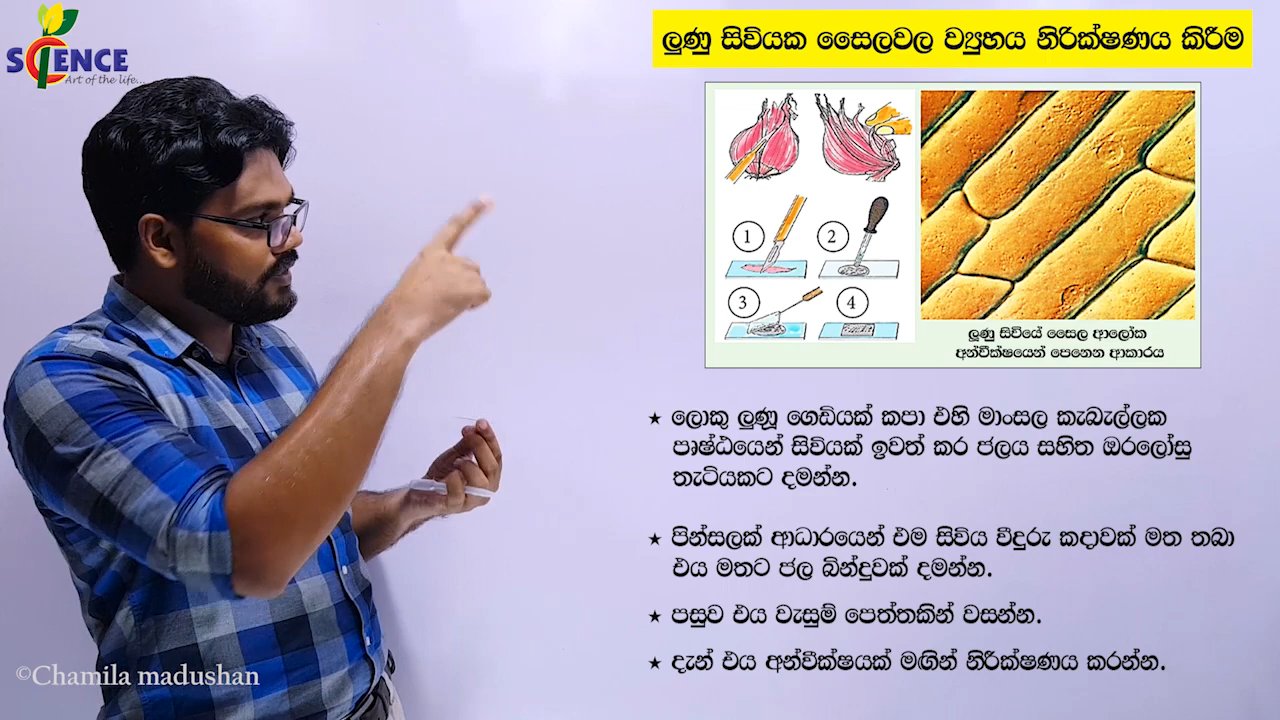 SCIENCE
Art of the life...
ලුණු සිවියක සෛලවල ව්‍යුහය නිරික්ෂණය කිරීම
1
2
3
4
ලූණු සිවියේ සෛල ආලෝක
අන්වීක්ෂයෙන් පෙනෙන ආකාරය
★ ලොකු ලුණූ ගෙඩියක් කපා එහි මාංසල කැබැල්ලක
පෘෂ්ඨයෙන් සිවියක් ඉවත් කර ජලය සහිත ඔරලෝසු
තැටියකට දමන්න.
★ පින්සලක් ආධාරයෙන් එම සිවිය වීදුරු කදාවක් මත තබා
එය මතට ජල බින්දුවක් දමන්න.
★ පසුව එය වැසුම් පෙත්තකින් වසන්න.
★ දැන් එය අන්වීක්ෂයක් මඟින් නිරීක්ෂණය කරන්න.
©Chamila madushan